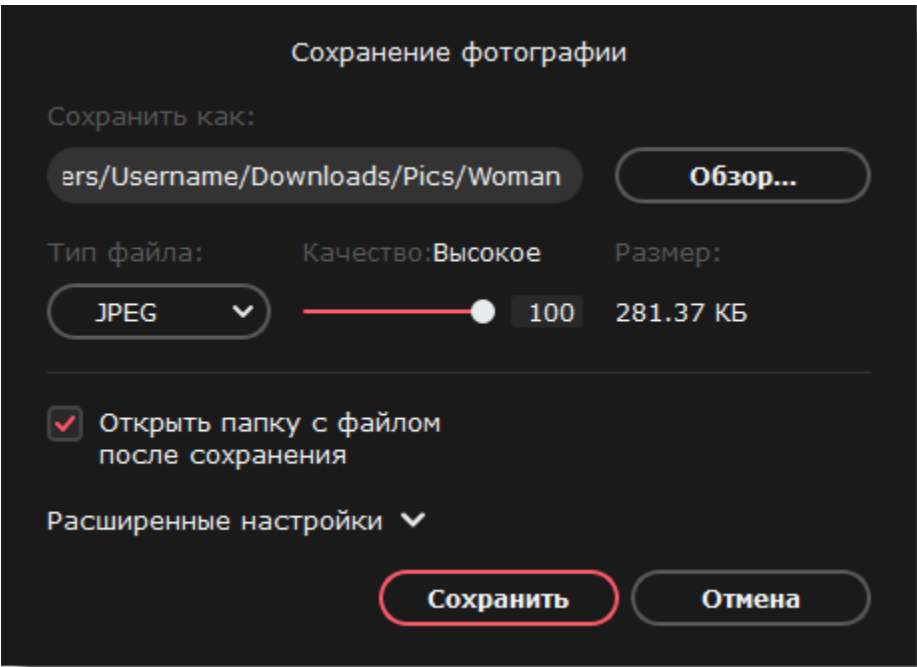 Сохранение фотографии
Сохранить как:
ers/Username/Downloads/Pics/Woman
Обзор...
Тип файла: Качество:Высокое Размер:
JPEG 100 281.37 КБ
Открыть папку с файлом
после сохранения
Расширенные настройки
Сохранить Отмена